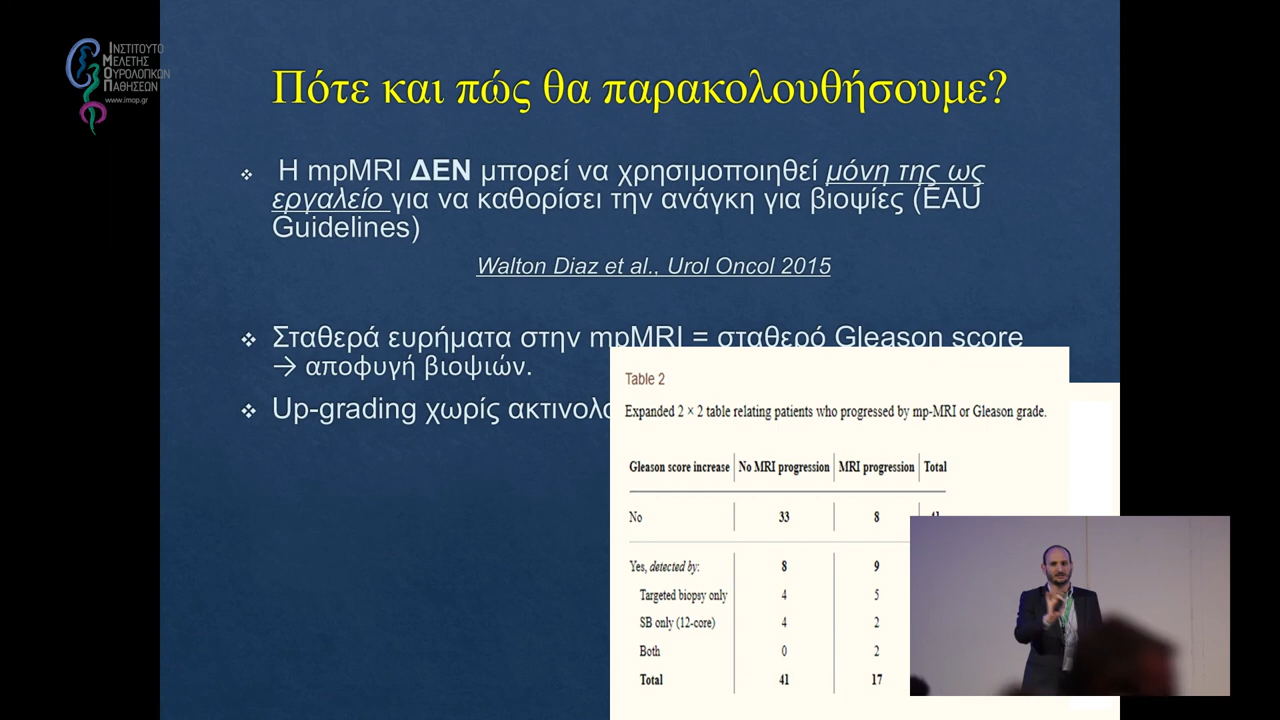 ΙΝΣΤΙΤΟΥΤΟ
ΜΕΛΕΤΗΣ
ΟΥΡΟΛΟΓΙΚΩΝ
ΠΑΘΗΣΕΩΝ
www.imop.gr
Πότε και πώς θα παρακολουθήσουμε?
Η mpMRI ΔΕΝ μπορεί να χρησιμοποιηθεί μόνη της ως
εργαλείο για να καθορίσει την ανάγκη για βιοψίες (EAU
Guidelines)
Walton Diaz et al., Urol Oncol 2015
Σταθερά ευρήματα στην mpMRI = σταθερό Gleason score
→ αποφυγή βιοψιών.
Up-grading χωρίς
Table 2
Expanded 2 × 2 table relating patients who progressed by mp-MRI or Gleason grade.
Gleason score increase No MRI progression MRI progression Total
No 33 8
Yes, detected by: 8 9
Targeted biopsy only 4 5
SB only (12-core) 4 2
Both 0 2
Total 41 17